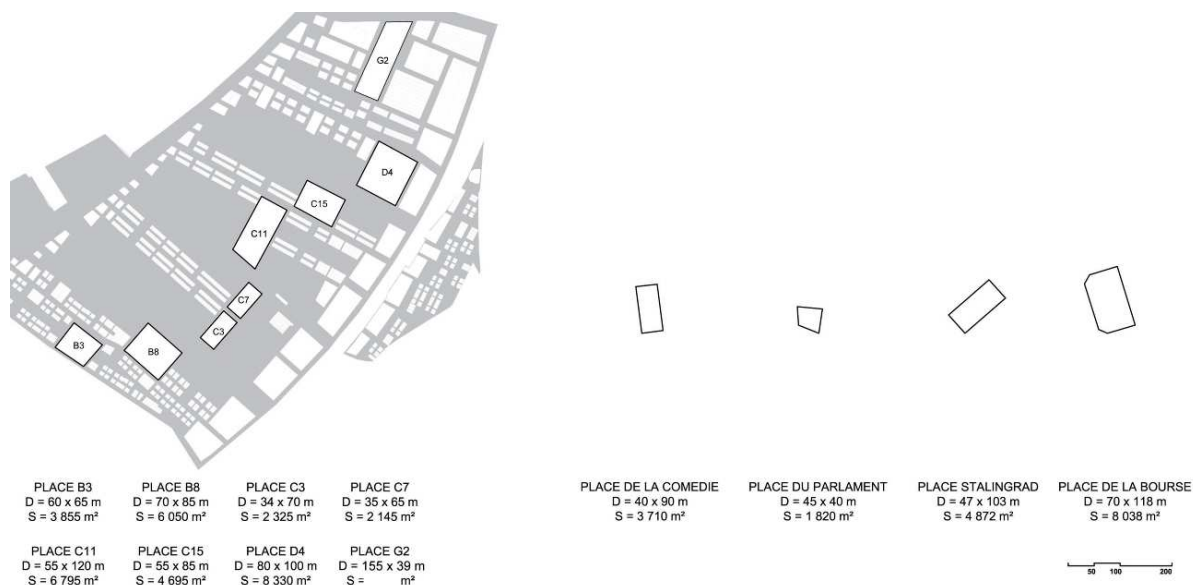 G2
D4
C15
C11
C7
C3
B3
B8
PLACE B3
D = 60 x 65 m
S = 3 855 m²
PLACE B8
D = 70 x 85 m
S = 6 050 m²
PLACE C3
D = 34 x 70 m
S = 2 325 m²
PLACE C7
D = 35 x 65 m
S = 2 145 m²
PLACE C11
D = 55 x 120 m
S = 6 795 m²
PLACE C15
D = 55 x 85 m
S = 4 695 m²
PLACE D4
D = 80 x 100 m
S = 8 330 m²
PLACE G2
D = 155 x 39 m
S = m²
PLACE DE LA COMEDIE
D = 40 x 90 m
S = 3 710 m²
PLACE DU PARLAMENT
D = 45 x 40 m
S = 1 820 m²
PLACE STALINGRAD
D = 47 x 103 m
S = 4 872 m²
PLACE DE LA BOURSE
D = 70 x 118 m
S = 8 038 m²
50 100 200